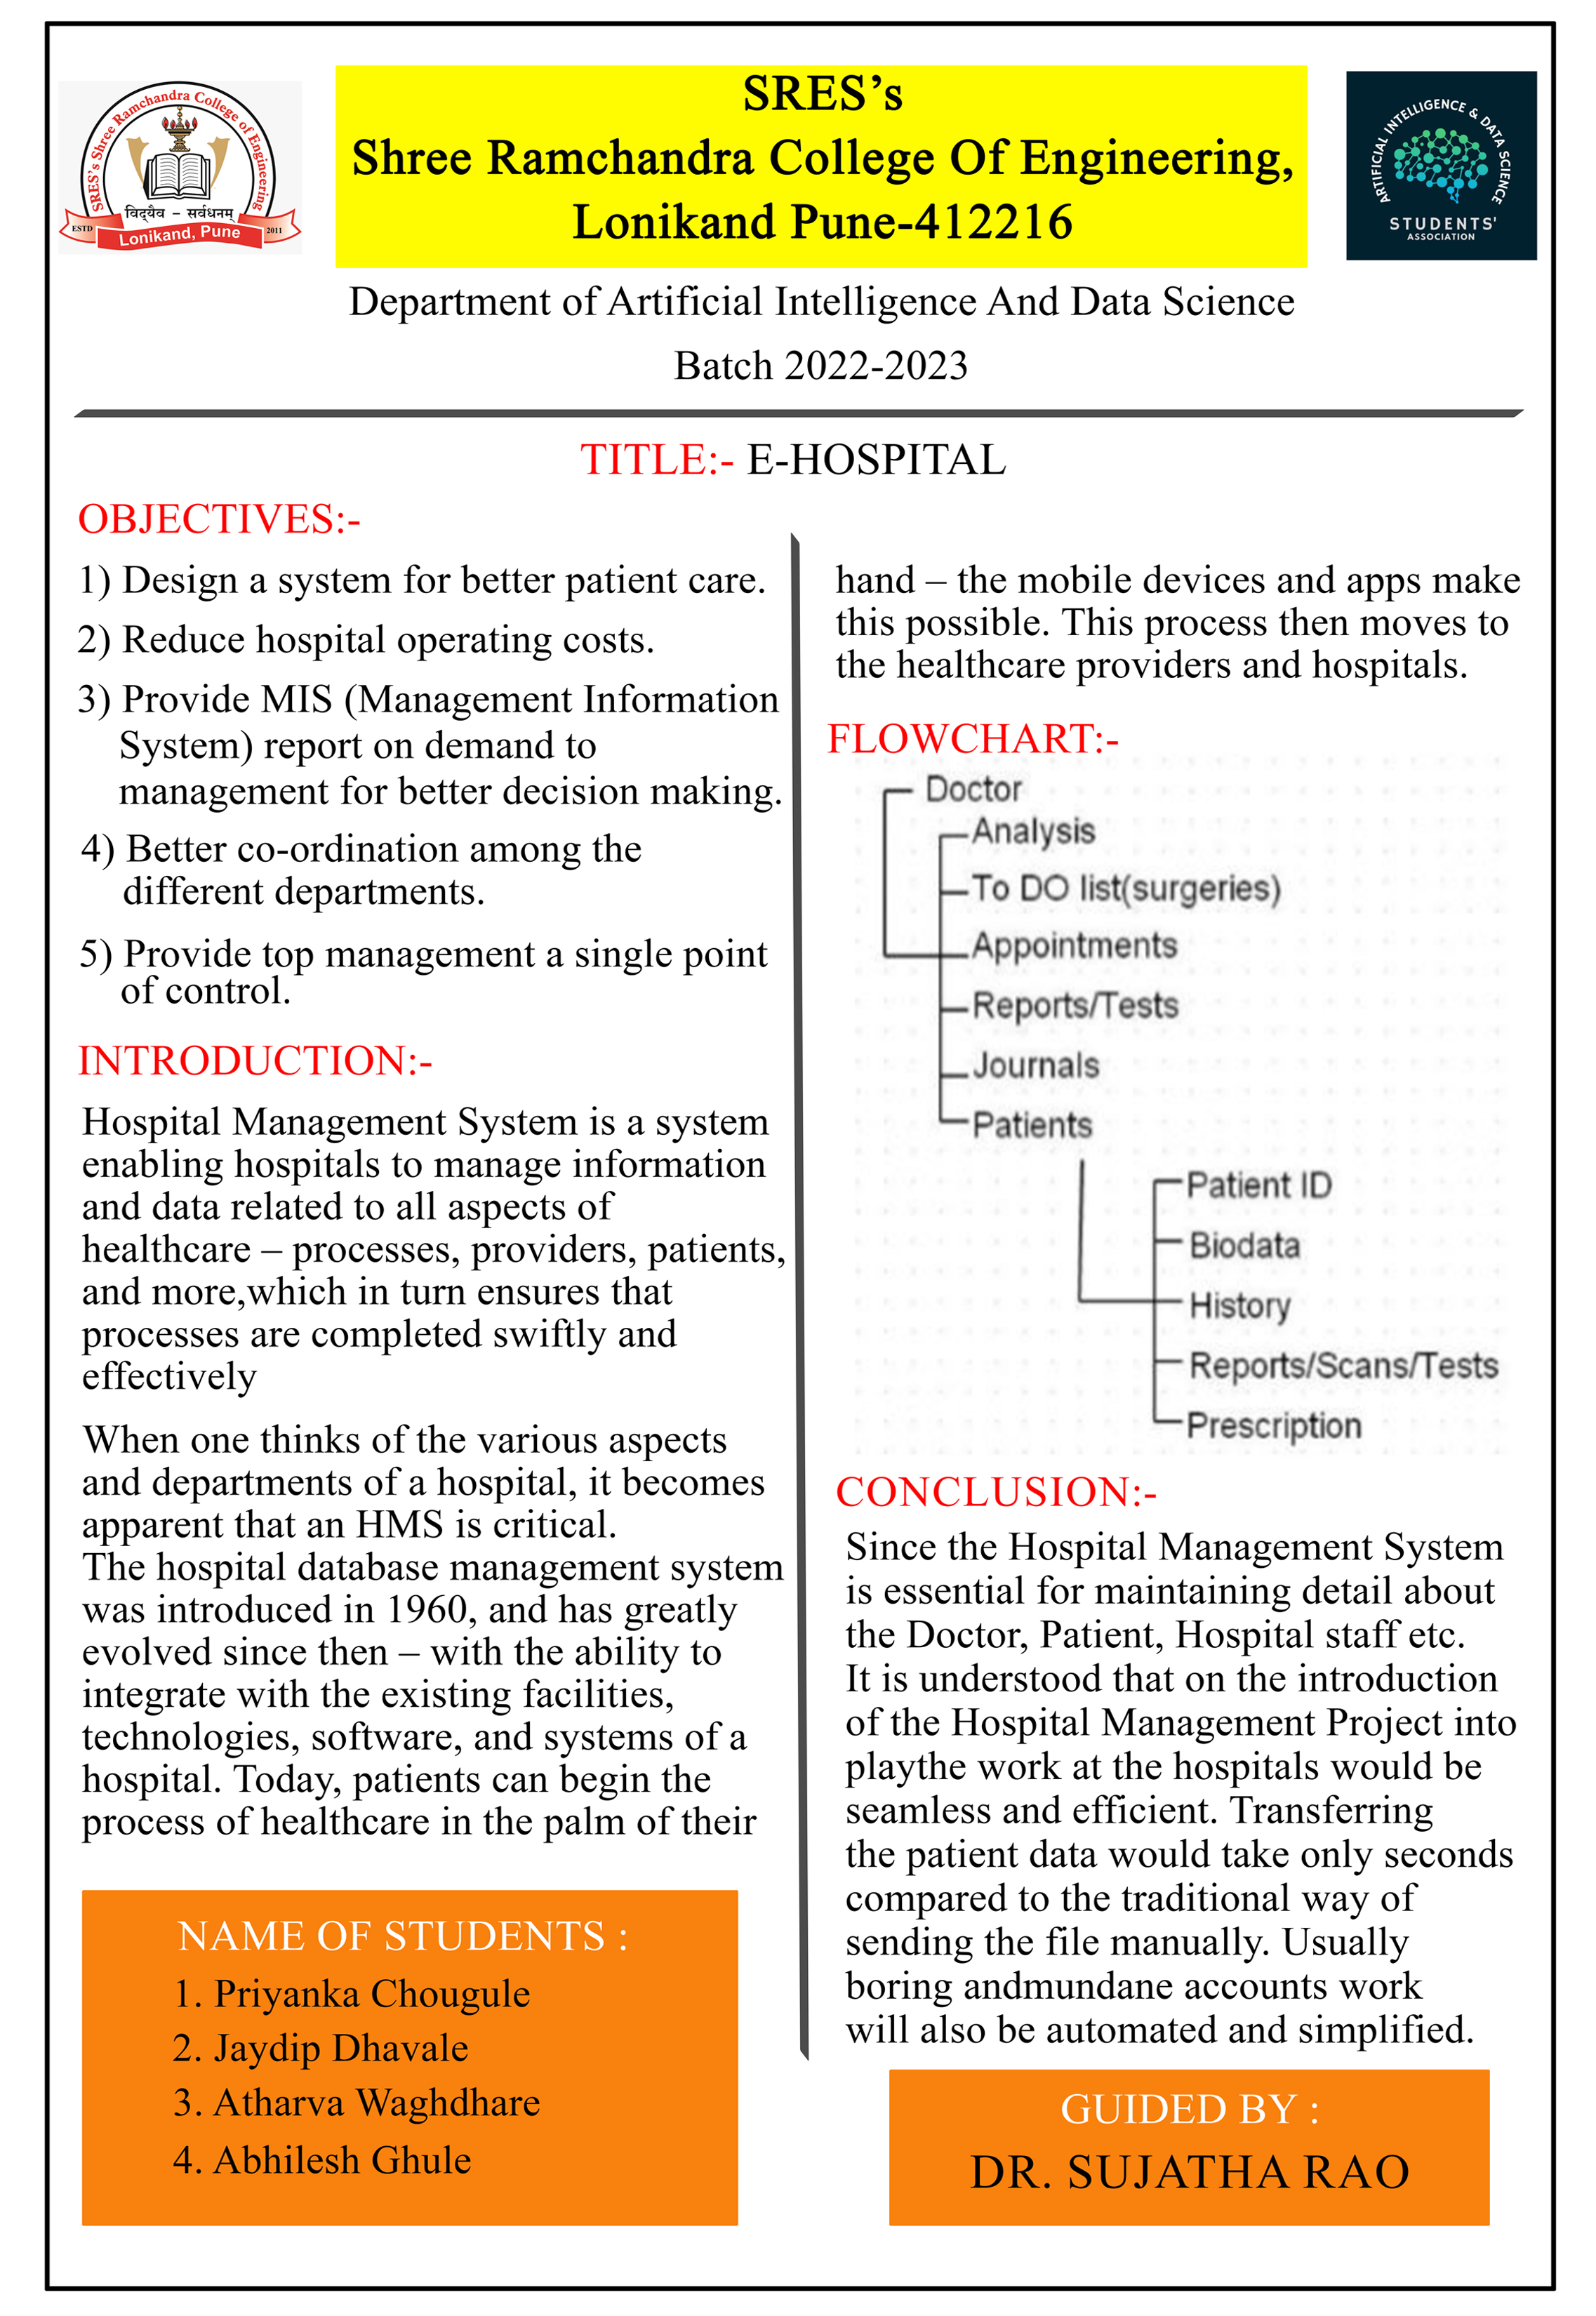 SRES's Shree Ramchandra College of Engineering
विद्यैव – सर्वधनम्
ESTD
2011
Lonikand, Pune
SRES's
Shree Ramchandra College Of Engineering,
Lonikand Pune-412216
ARTIFICIAL INTELLIGENCE & DATA SCIENCE
STUDENTS'
ASSOCIATION
Department of Artificial Intelligence And Data Science
Batch 2022-2023
TITLE:- E-HOSPITAL
OBJECTIVES:-
1) Design a system for better patient care.
2) Reduce hospital operating costs.
3) Provide MIS (Management Information
System) report on demand to
management for better decision making.
4) Better co-ordination among the
different departments.
5) Provide top management a single point
of control.
INTRODUCTION:-
Hospital Management System is a system
enabling hospitals to manage information
and data related to all aspects of
healthcare – processes, providers, patients,
and more,which in turn ensures that
processes are completed swiftly and
effectively
When one thinks of the various aspects
and departments of a hospital, it becomes
apparent that an HMS is critical.
The hospital database management system
was introduced in 1960, and has greatly
evolved since then – with the ability to
integrate with the existing facilities,
technologies, software, and systems of a
hospital. Today, patients can begin the
process of healthcare in the palm of their
hand – the mobile devices and apps make
this possible. This process then moves to
the healthcare providers and hospitals.
FLOWCHART:-
Doctor
Analysis
To DO list(surgeries)
Appointments
Reports/Tests
Journals
Patients
Patient ID
Biodata
History
Reports/Scans/Tests
Prescription
CONCLUSION:-
Since the Hospital Management System
is essential for maintaining detail about
the Doctor, Patient, Hospital staff etc.
It is understood that on the introduction
of the Hospital Management Project into
playthe work at the hospitals would be
seamless and efficient. Transferring
the patient data would take only seconds
compared to the traditional way of
sending the file manually. Usually
boring andmundane accounts work
will also be automated and simplified.
NAME OF STUDENTS :
1. Priyanka Chougule
2. Jaydip Dhavale
3. Atharva Waghdhare
4. Abhilesh Ghule
GUIDED BY :
DR. SUJATHA RAO